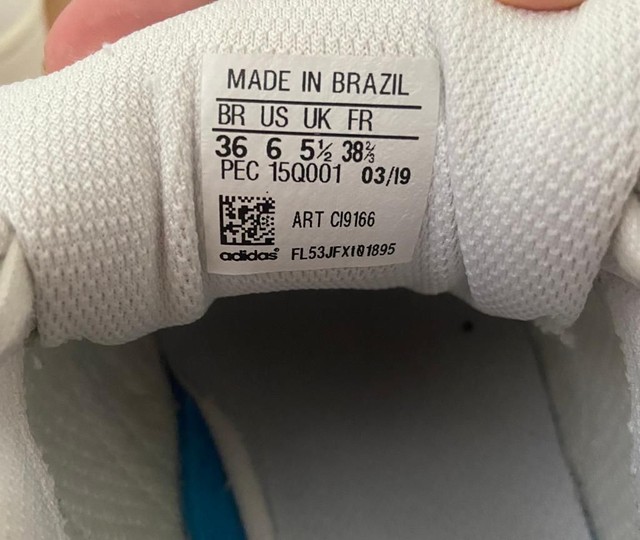 MADE IN BRAZIL
BR US UK FR
36 6 5½ 38⅔
PEC 15Q001 03/19
ART CI9166
adidas® FL53JFX101895